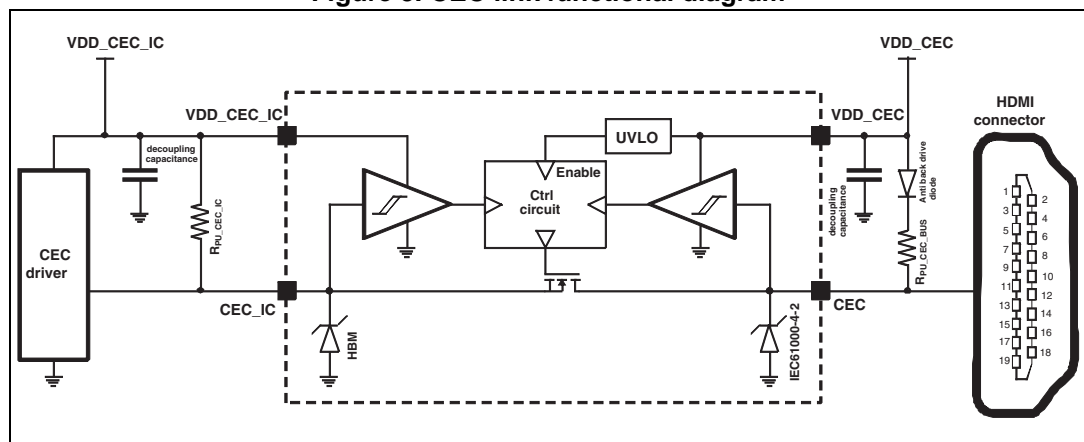 Figure 3. CEC link functional diagram
VDD_CEC_IC
VDD_CEC
HDMI
connector
VDD_CEC_IC
VDD_CEC
UVLO
decoupling
capacitance
Enable
Ctrl
circuit
decoupling
capacitance
Anti back drive
diode
CEC
driver
RPU_CEC_IC
RPU_CEC_BUS
CEC_IC
CEC
HBM
IEC61000-4-2
1
2
3
4
5
6
7
8
9
10
11
12
13
14
15
16
17
18
19